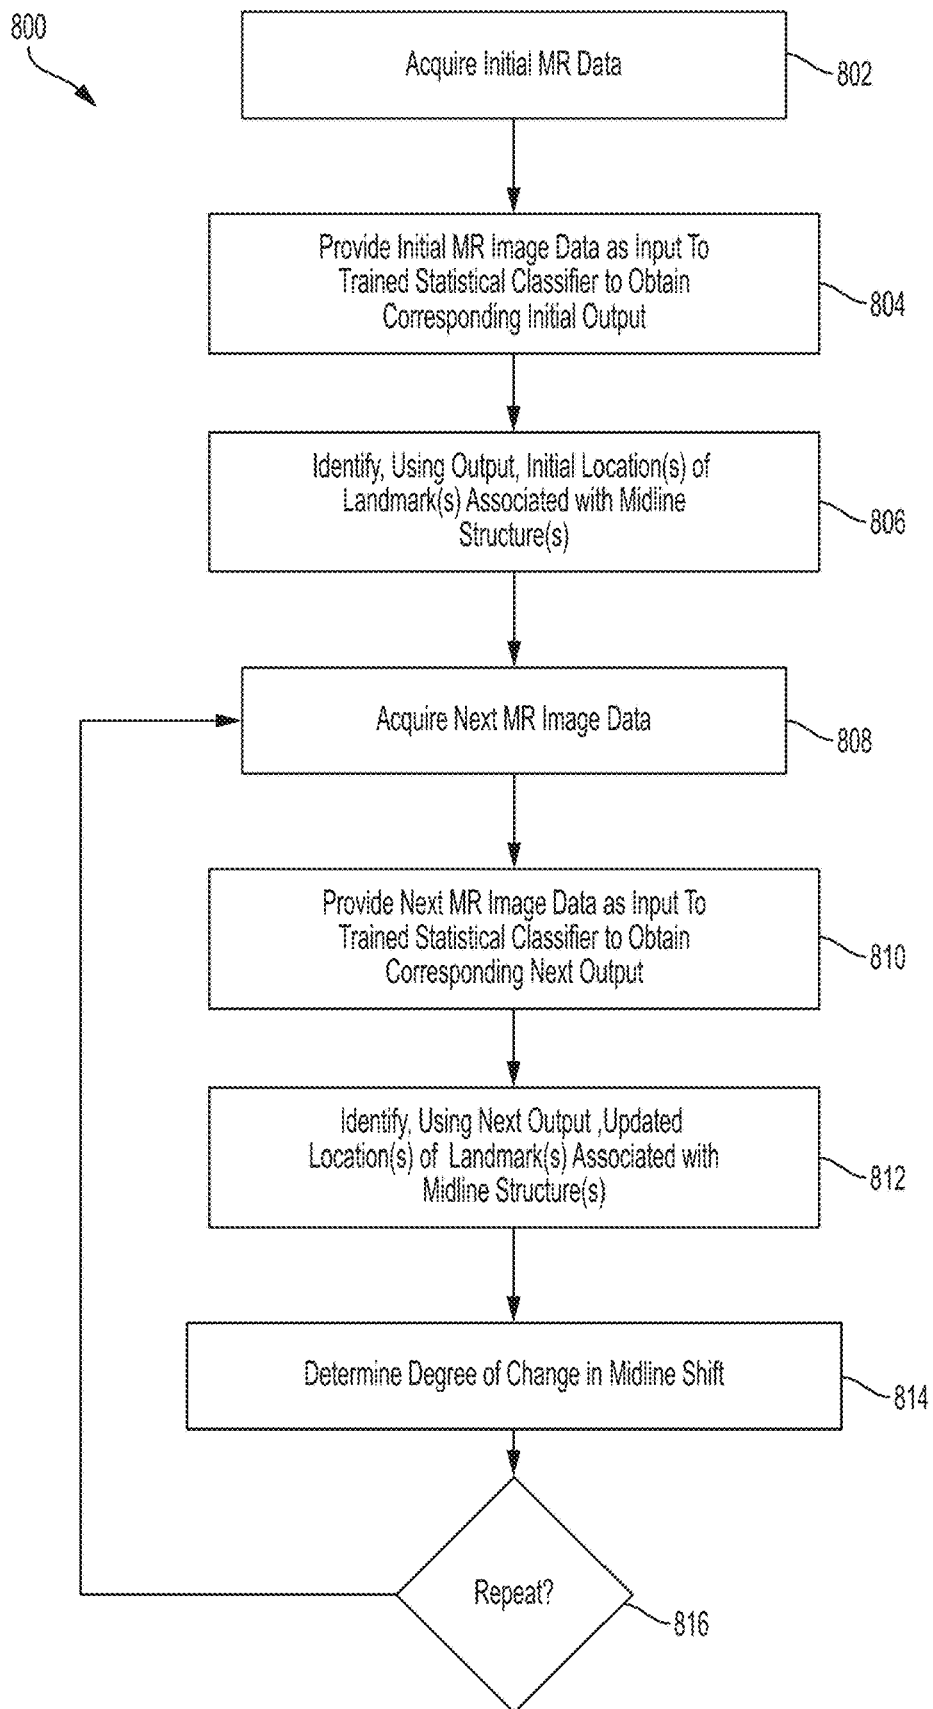 800
Acquire Initial MR Data
802
Provide Initial MR Image Data as Input To
Trained Statistical Classifier to Obtain
Corresponding Initial Output
804
Identify, Using Output, Initial Location(s) of
Landmark(s) Associated with Midline
Structure(s)
806
Acquire Next MR Image Data
808
Provide Next MR Image Data as Input To
Trained Statistical Classifier to Obtain
Corresponding Next Output
810
Identify, Using Next Output ,Updated
Location(s) of Landmark(s) Associated with
Midline Structure(s)
812
Determine Degree of Change in Midline Shift
814
Repeat?
816